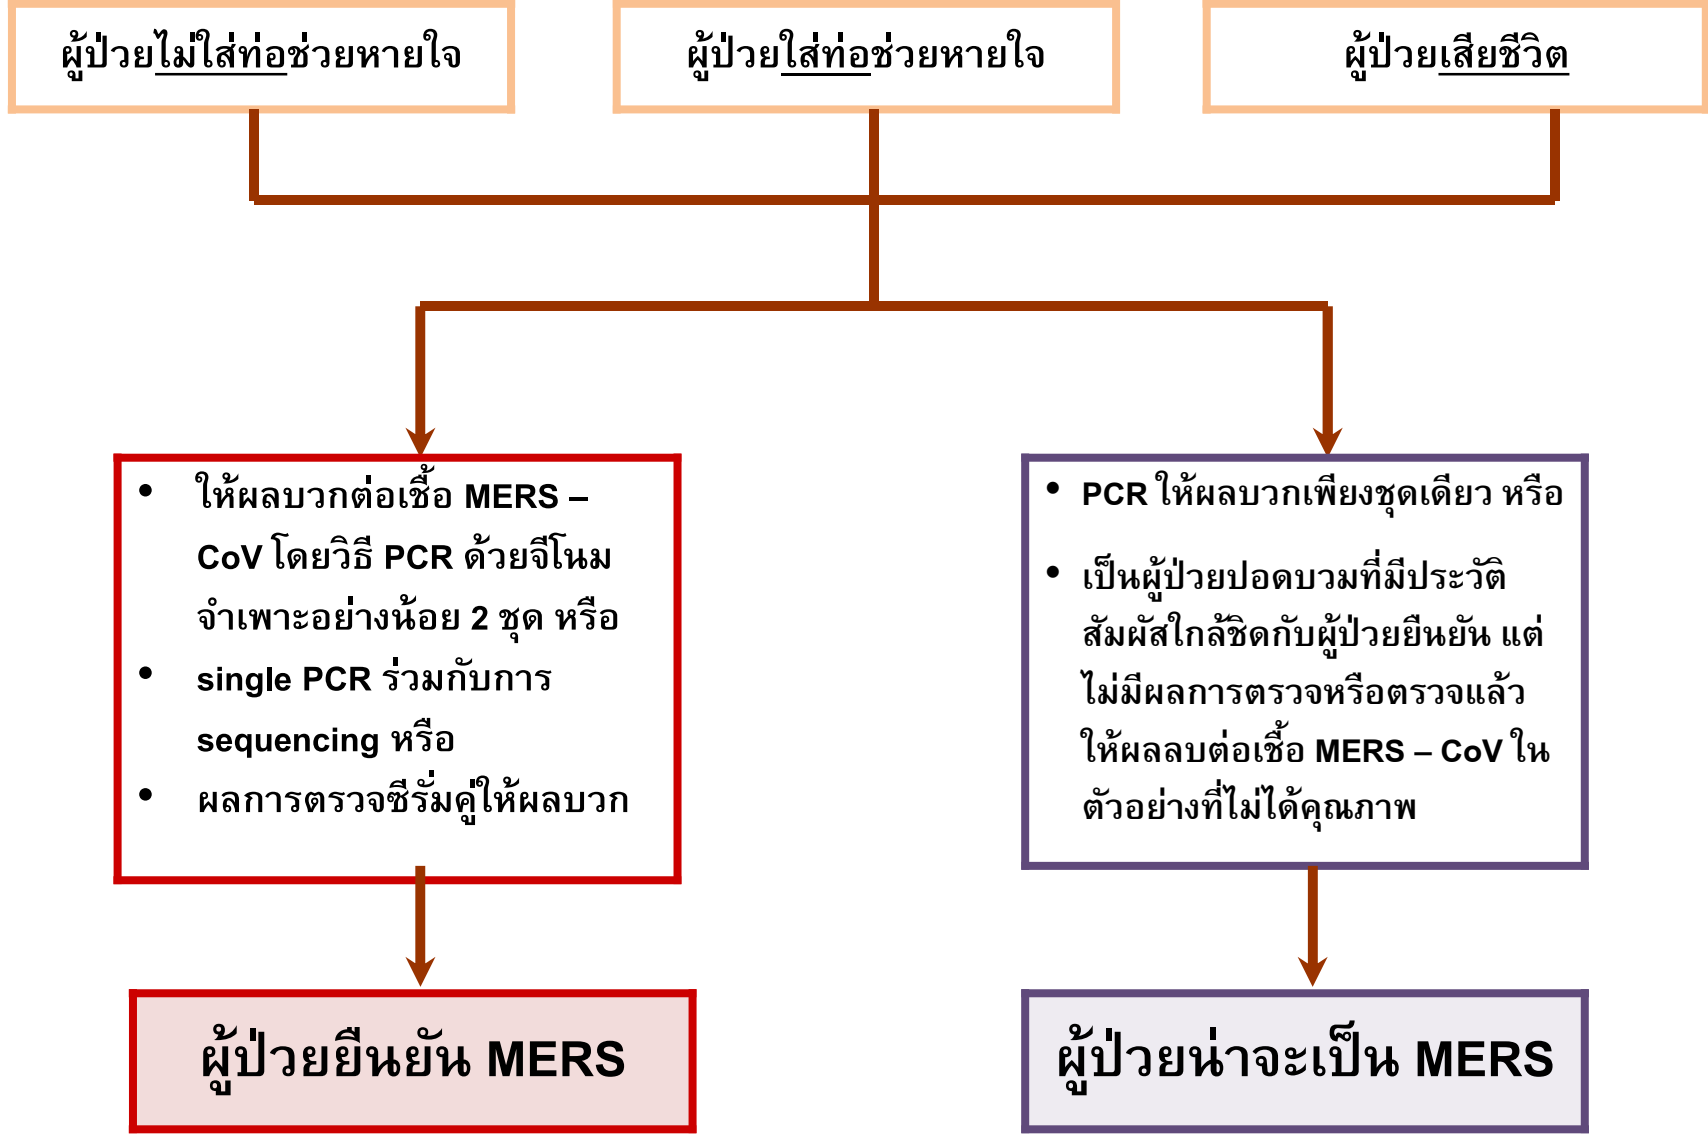 ผู้ป่วยไม่ใส่ท่อช่วยหายใจ
ผู้ป่วยใส่ท่อช่วยหายใจ
ผู้ป่วยเสียชีวิต
• ให้ผลบวกต่อเชื้อ MERS –
CoV โดยวิธี PCR ด้วยจีโนม
จำเพาะอย่างน้อย 2 ชุด หรือ
• single PCR ร่วมกับการ
sequencing หรือ
• ผลการตรวจซีรั่มคู่ให้ผลบวก
• PCR ให้ผลบวกเพียงชุดเดียว หรือ
• เป็นผู้ป่วยปอดบวมที่มีประวัติ
สัมผัสใกล้ชิดกับผู้ป่วยยืนยัน แต่
ไม่มีผลการตรวจหรือตรวจแล้ว
ให้ผลลบต่อเชื้อ MERS – CoV ใน
ตัวอย่างที่ไม่ได้คุณภาพ
ผู้ป่วยยืนยัน MERS
ผู้ป่วยน่าจะเป็น MERS